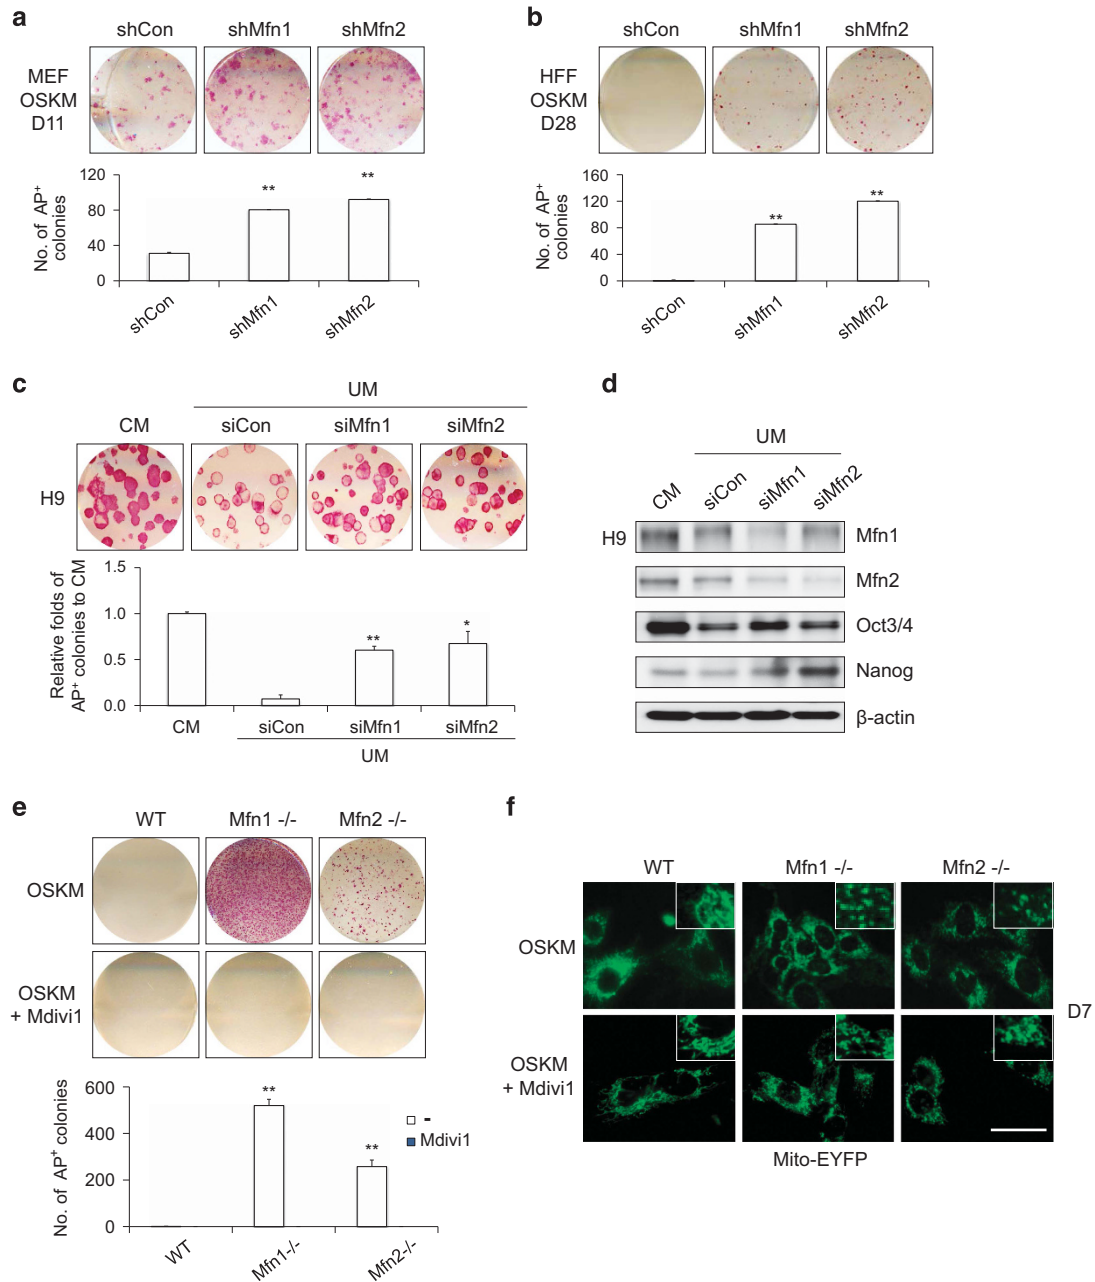 a
shCon shMfn1 shMfn2
MEF
OSKM
D11
No. of AP+
colonies
120
80
40
0
** **
shCon shMfn1 shMfn2
b
shCon shMfn1 shMfn2
HFF
OSKM
D28
No. of AP+
colonies
160
120
80
40
0
** **
shCon shMfn1 shMfn2
c
UM
CM siCon siMfn1 siMfn2
H9
Relative folds of
AP+ colonies to CM
1.5
1.0
0.5
0.0
** *
CM siCon siMfn1 siMfn2
UM
d
UM
CM siCon siMfn1 siMfn2
H9
Mfn1
Mfn2
Oct3/4
Nanog
β-actin
e
WT Mfn1 -/- Mfn2 -/-
OSKM
OSKM
+ Mdivi1
No. of AP+ colonies
600
400
200
0
** **
-
Mdivi1
WT Mfn1-/- Mfn2-/-
f
WT Mfn1 -/- Mfn2 -/-
OSKM
OSKM
+ Mdivi1
D7
Mito-EYFP